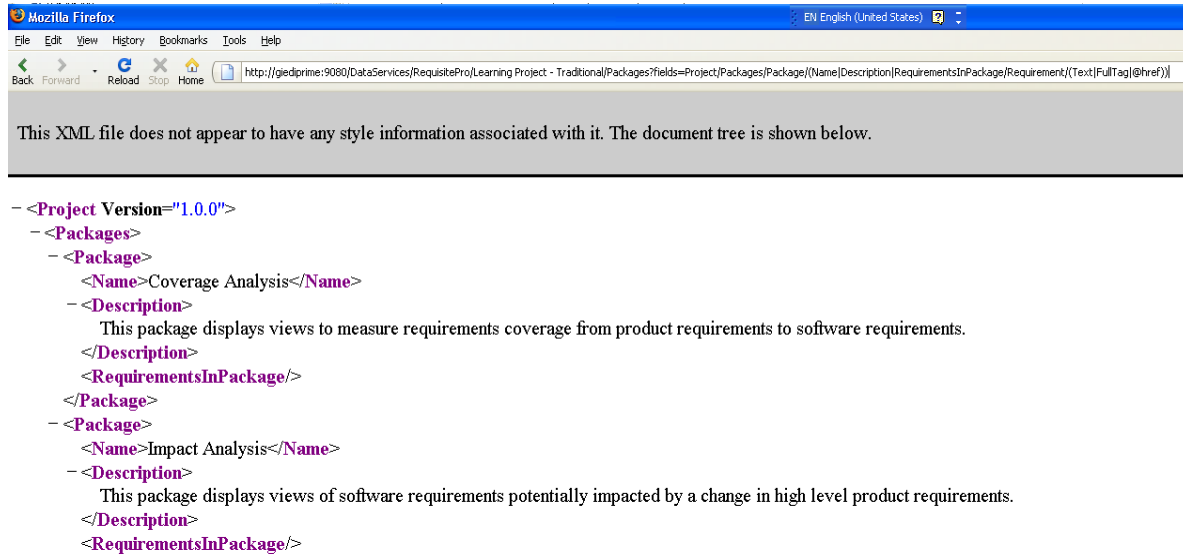 Mozilla Firefox
EN English (United States)
File Edit View History Bookmarks Tools Help
Back Forward Reload Stop Home http://giediprime:9080/DataServices/RequisitePro/Learning Project - Traditional/Packages?fields=Project/Packages/Package/(Name|Description|RequirementsInPackage/Requirement/(Text|FullTag|@href))
This XML file does not appear to have any style information associated with it. The document tree is shown below.
− <Project Version="1.0.0">
− <Packages>
− <Package>
<Name>Coverage Analysis</Name>
− <Description>
This package displays views to measure requirements coverage from product requirements to software requirements.
</Description>
<RequirementsInPackage/>
</Package>
− <Package>
<Name>Impact Analysis</Name>
− <Description>
This package displays views of software requirements potentially impacted by a change in high level product requirements.
</Description>
<RequirementsInPackage/>